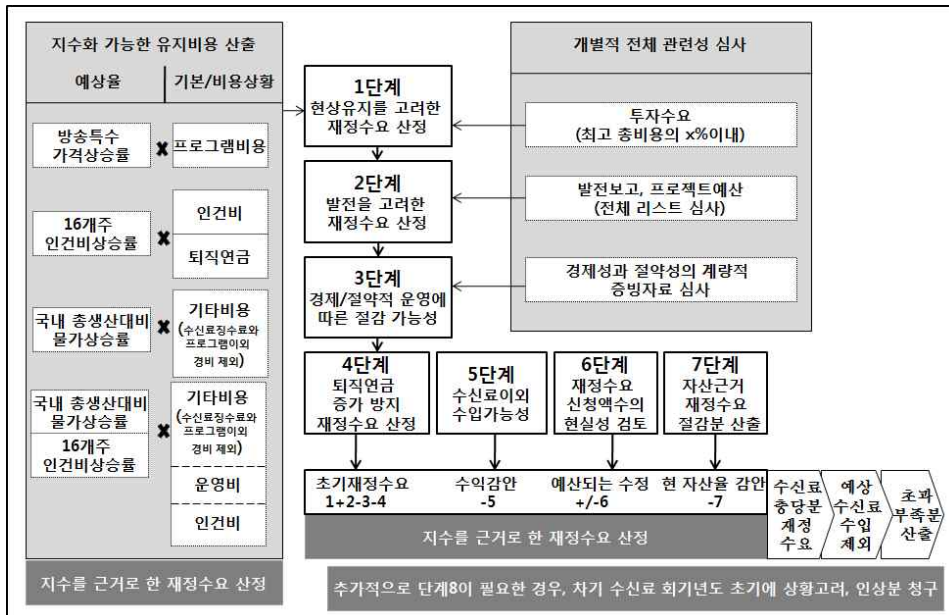 지수화 가능한 유지비용 산출
예상율
기본/비용상황
방송특수
가격상승률
✖
프로그램비용
16개주
인건비상승률
✖
인건비
퇴직연금
국내 총생산대비
물가상승률
✖
기타비용
(수신료징수료와
프로그램이외
경비 제외)
국내 총생산대비
물가상승률
16개주
인건비상승률
✖
기타비용
(수신료징수료와
프로그램이외
경비 제외)
운영비
인건비
지수를 근거로 한 재정수요 산정
1단계
현상유지를 고려한
재정수요 산정
2단계
발전을 고려한
재정수요 산정
3단계
경제/절약적 운영에
따른 절감 가능성
개별적 전체 관련성 심사
투자수요
(최고 총비용의 x%이내)
발전보고, 프로젝트예산
(전체 리스트 심사)
경제성과 절약성의 계량적
증빙자료 심사
4단계
퇴직연금
증가 방지
재정수요 산정
5단계
수신료이외
수입가능성
6단계
재정수요
신청액수의
현실성 검토
7단계
자산근거
재정수요
절감분 산출
초기재정수요
1+2-3-4
수익감안
-5
예산되는 수정
+/-6
현 자산율 감안
-7
지수를 근거로한 재정수요 산정
수신료
충당분
재정
수요
예상
수신료
수입
제외
초과
부족분
산출
추가적으로 단계8이 필요한 경우, 차기 수신료 회기년도 초기에 상황고려, 인상분 청구